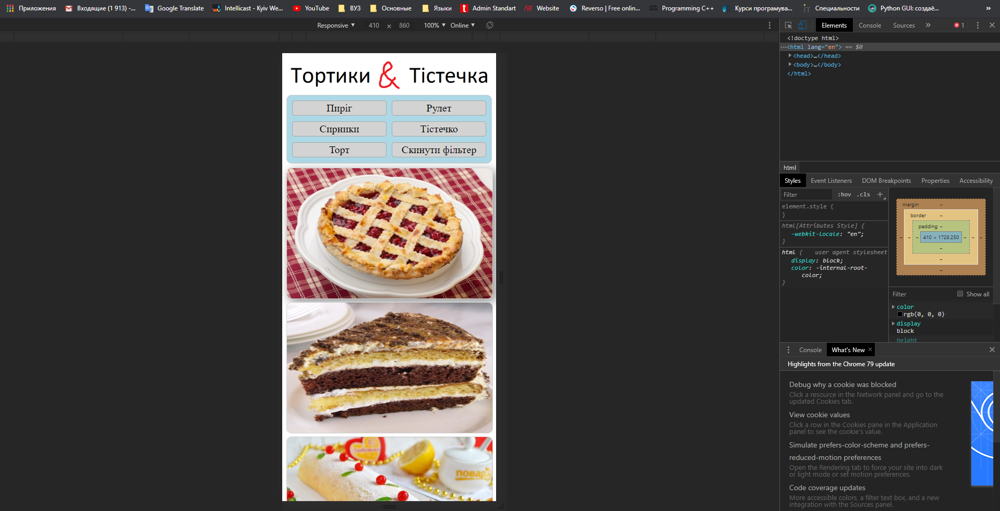 Приложения Входящие (1 913) -... Google Translate Intellicast - Kyiv We... YouTube ВУЗ Основные Языки Admin Standart ART Website Reverso | Free onlin... Programming C++ Курси програмува... Специальности Python GUI: создаё... »
Responsive ▼ 410 × 860 100% ▼ Online ▼
Elements Console Sources » 1
<!doctype html>
···<html lang="en"> == $0
<head>…</head>
<body>…</body>
</html>
Тортики & Тістечка
Пиріг Рулет
Сирники Тістечко
Торт Скинути фільтер
повар
html
Styles Event Listeners DOM Breakpoints Properties Accessibility
Filter :hov .cls +
element.style {
}
html[Attributes Style] {
-webkit-locale: "en";
}
html { user agent stylesheet
display: block;
color: -internal-root-
color;
}
margin –
border –
padding –
– – – 410 × 1728.250 – – –
–
–
–
Filter Show all
color
rgb(0, 0, 0)
display
block
height
Console What's New ×
Highlights from the Chrome 79 update
Debug why a cookie was blocked
Click a resource in the Network panel and go to the
updated Cookies tab.
View cookie values
Click a row in the Cookies pane in the Application
panel to see the cookie's value.
Simulate prefers-color-scheme and prefers-
reduced-motion preferences
Open the Rendering tab to force your site into dark
or light mode or set motion preferences.
Code coverage updates
More accessible colors, a filter text box, and a new
integration with the Sources panel.